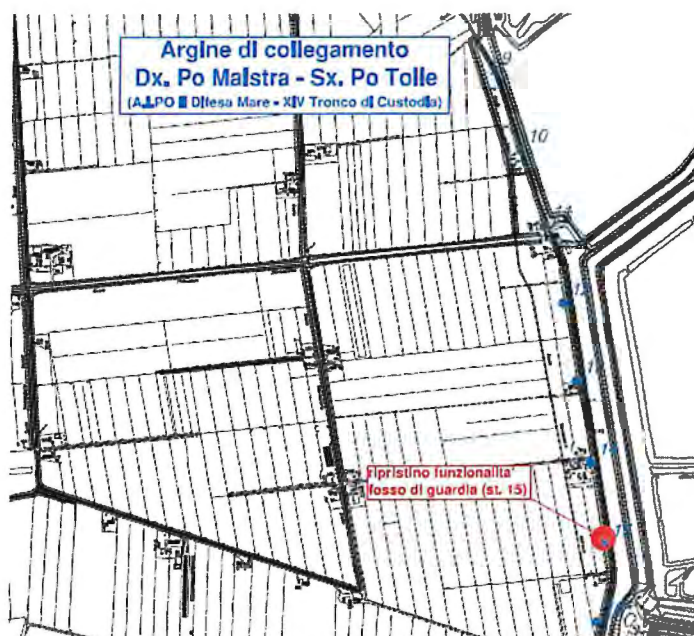 Argine di collegamento
Dx. Po Maistra - Sx. Po Tolle
Difesa Mare - XIV Tronco di Custodia)
9
10
ripristino funzionalita'
fosso di guardia (st. 15)